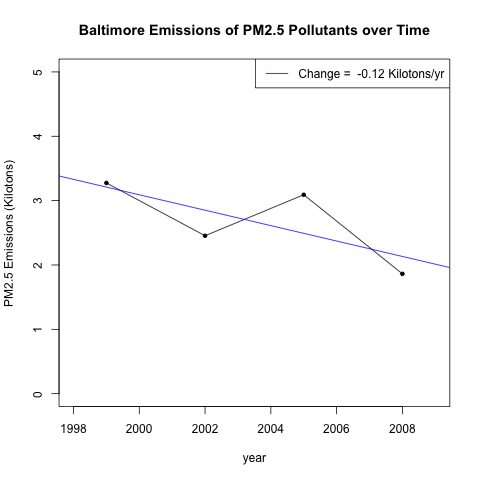 Baltimore Emissions of PM2.5 Pollutants over Time
Change =  -0.12 Kilotons/yr
PM2.5 Emissions (Kilotons)
5
4
3
2
1
0
1998 2000 2002 2004 2006 2008
year